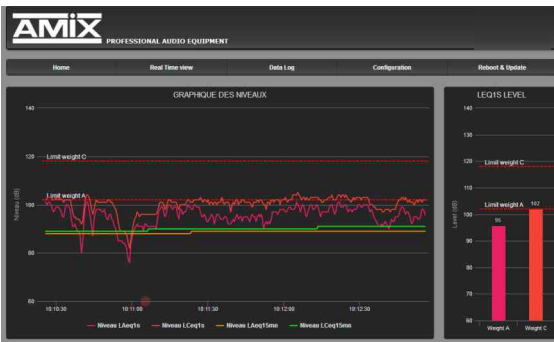 AMIX
PROFESSIONAL AUDIO EQUIPMENT
Home Real Time view Data Log Configuration Reboot & Update
GRAPHIQUE DES NIVEAUX
Niveau (dB)
140
120
100
80
60
Limit weight C
Limit weight A
10:10:30 10:11:00 10:11:30 10:12:00 10:12:30
Niveau LAeq1s Niveau LCeq1s Niveau LAeq15mn Niveau LCeq15mn
LEQ1S LEVEL
Level (dB)
140
130
120
110
100
90
80
70
60
Limit weight C
Limit weight A
95 102
Weight A Weight C